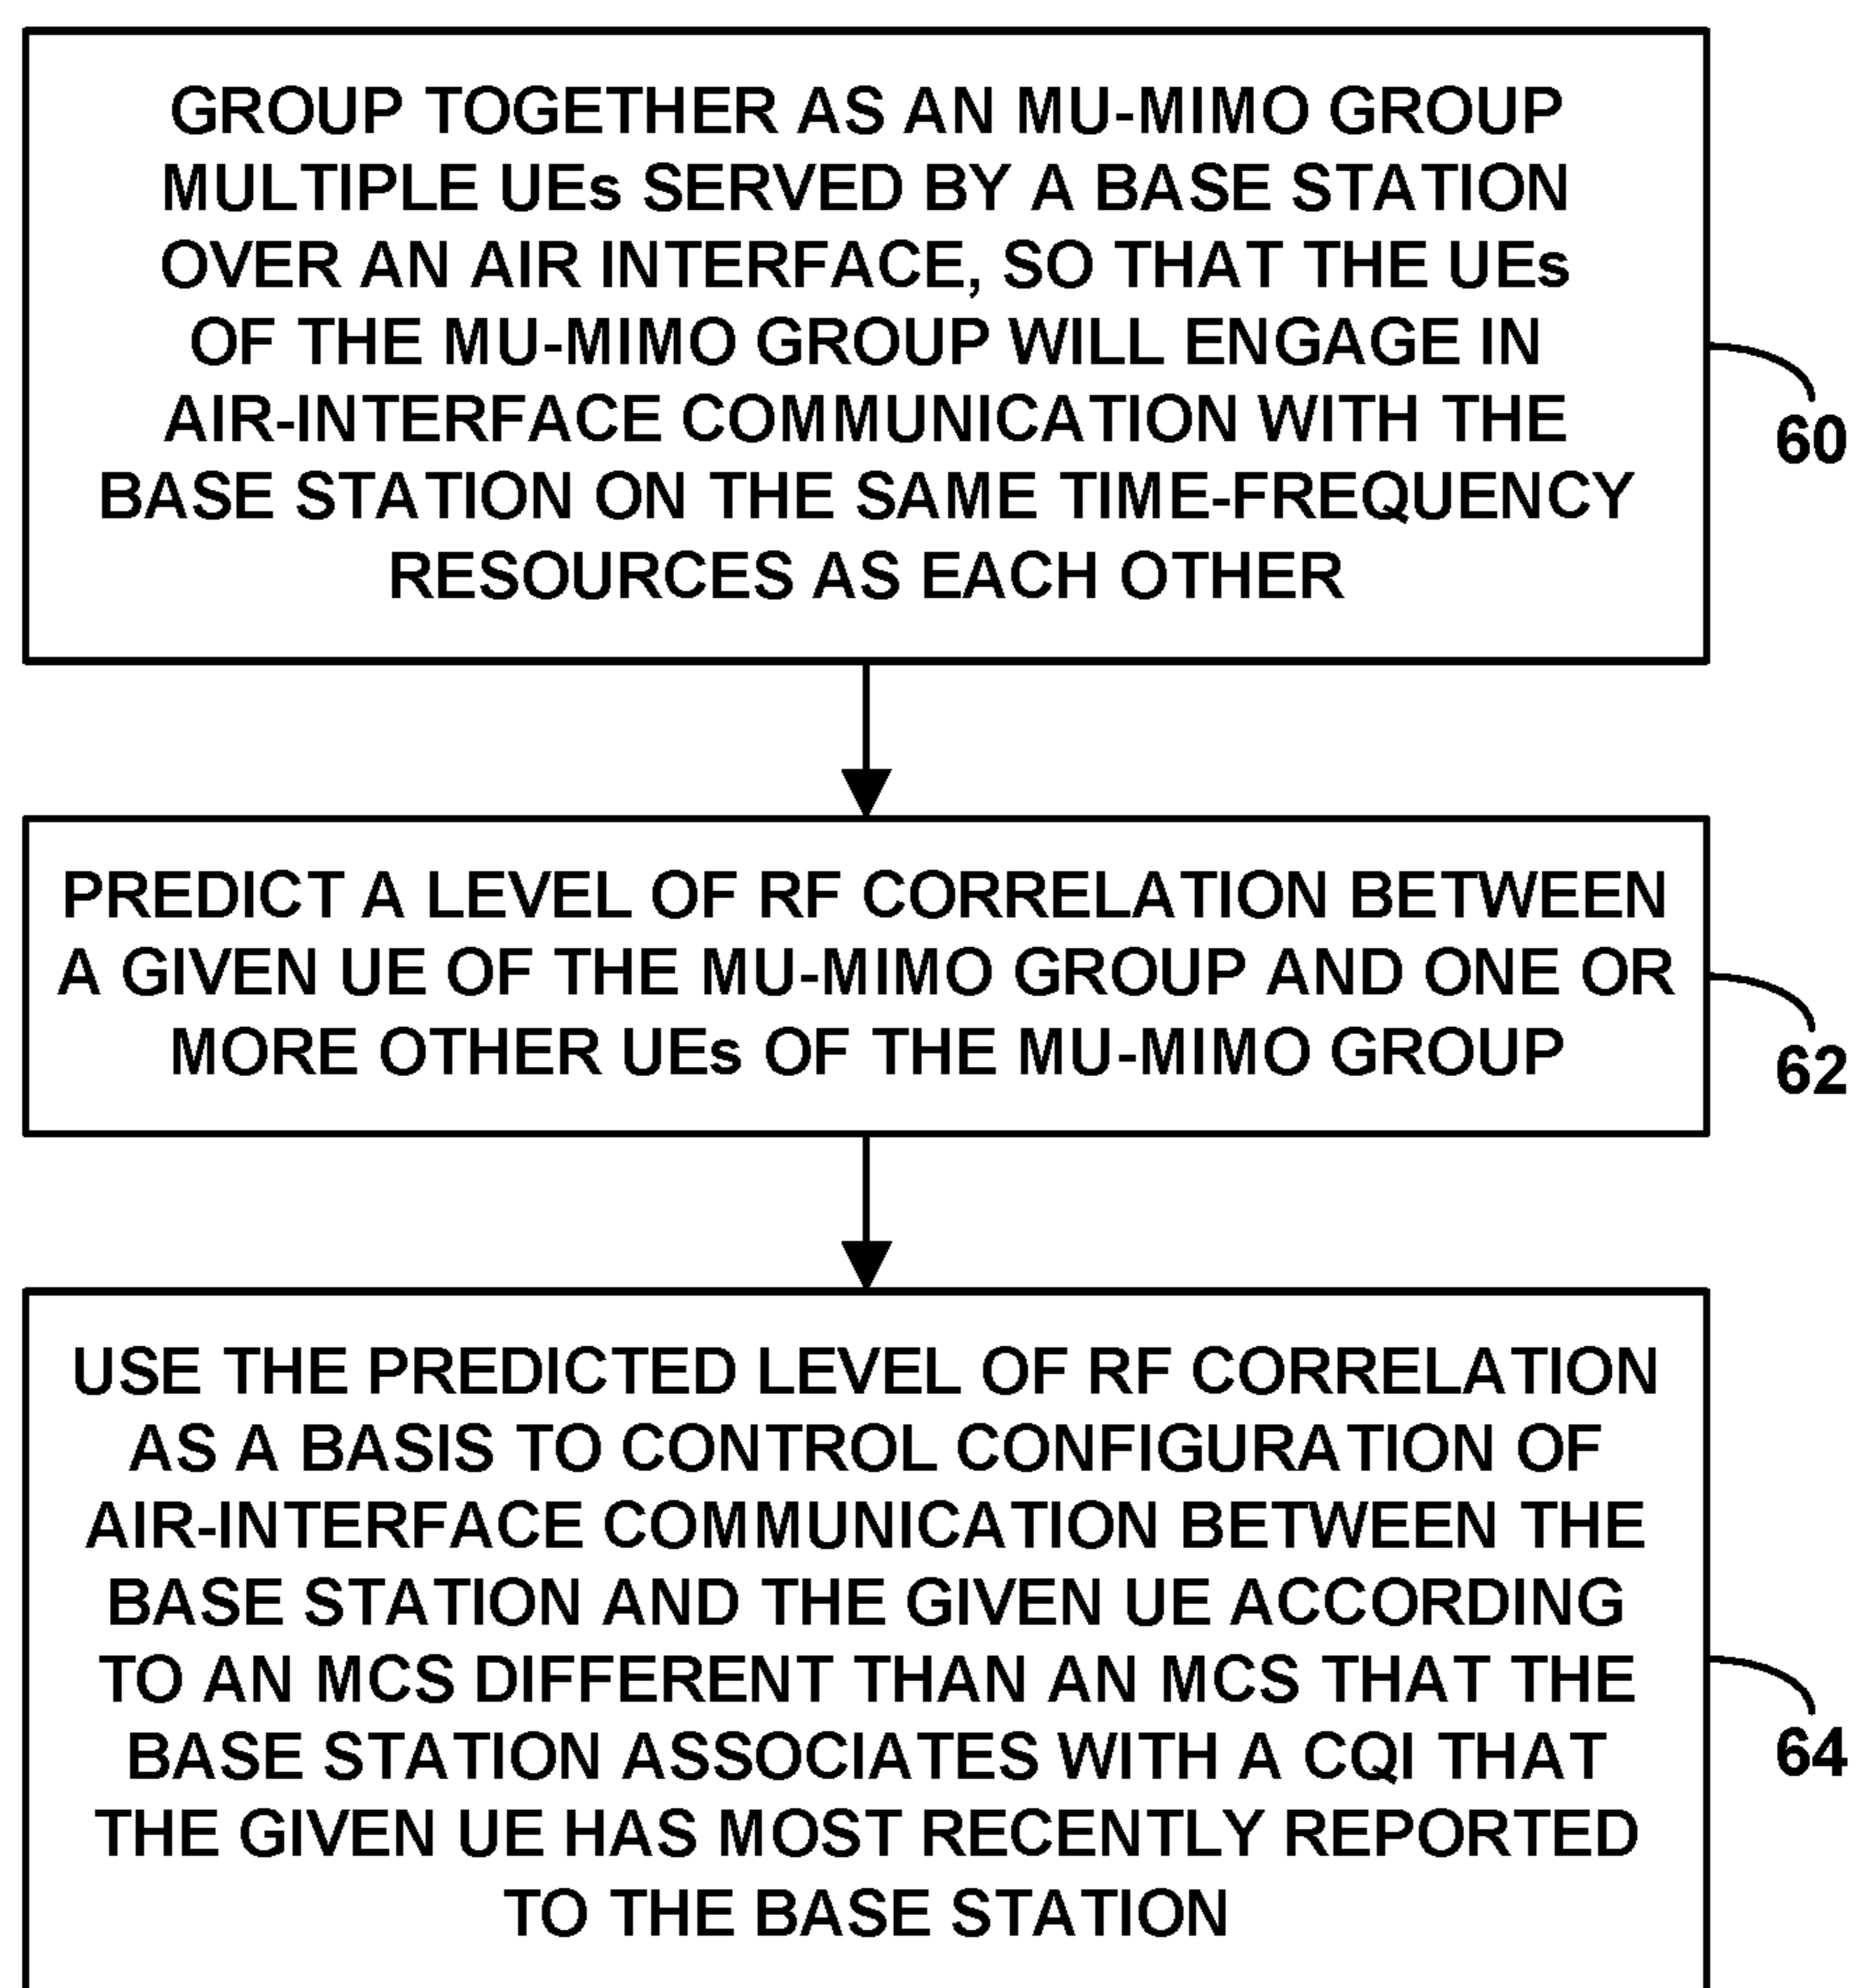 GROUP TOGETHER AS AN MU-MIMO GROUP
MULTIPLE UEs SERVED BY A BASE STATION
OVER AN AIR INTERFACE, SO THAT THE UEs
OF THE MU-MIMO GROUP WILL ENGAGE IN
AIR-INTERFACE COMMUNICATION WITH THE
BASE STATION ON THE SAME TIME-FREQUENCY
RESOURCES AS EACH OTHER
60
PREDICT A LEVEL OF RF CORRELATION BETWEEN
A GIVEN UE OF THE MU-MIMO GROUP AND ONE OR
MORE OTHER UEs OF THE MU-MIMO GROUP
62
USE THE PREDICTED LEVEL OF RF CORRELATION
AS A BASIS TO CONTROL CONFIGURATION OF
AIR-INTERFACE COMMUNICATION BETWEEN THE
BASE STATION AND THE GIVEN UE ACCORDING
TO AN MCS DIFFERENT THAN AN MCS THAT THE
BASE STATION ASSOCIATES WITH A CQI THAT
THE GIVEN UE HAS MOST RECENTLY REPORTED
TO THE BASE STATION
64